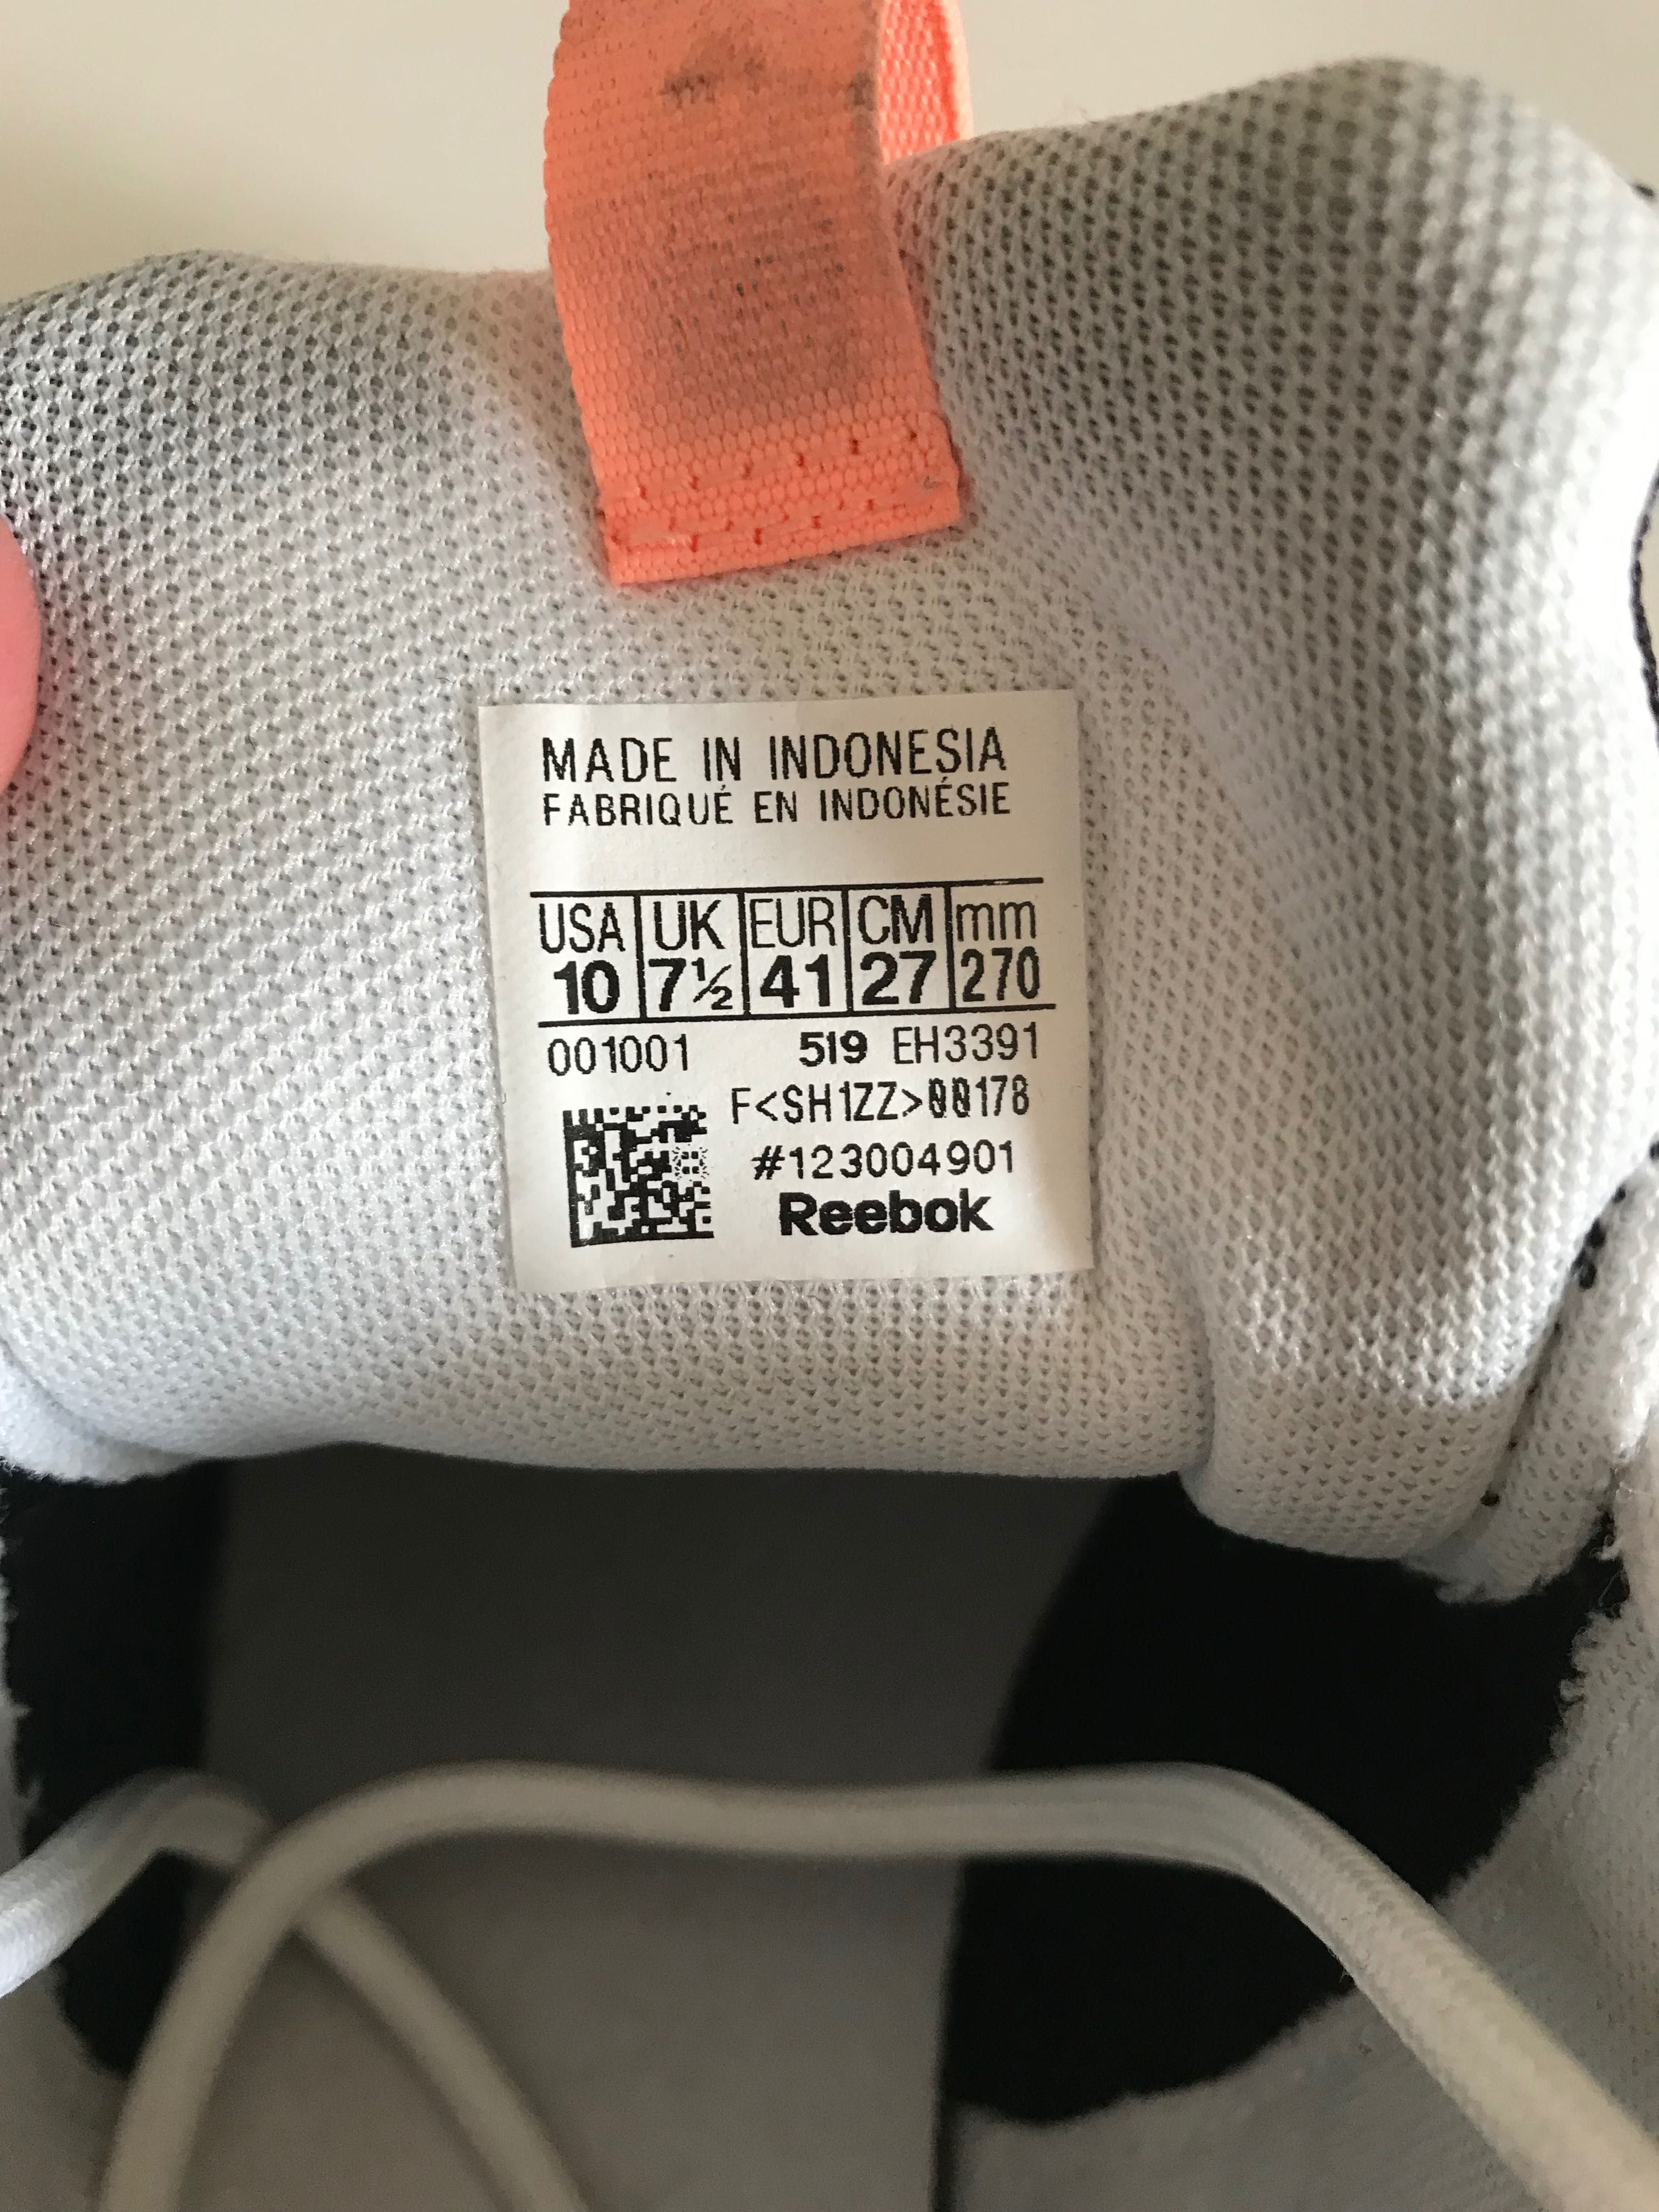 MADE IN INDONESIA
FABRIQUÉ EN INDONÉSIE
USA UK EUR CM mm
10 7½ 41 27 270
001001 519 EH3391
F<SH1ZZ>00178
#123004901
Reebok